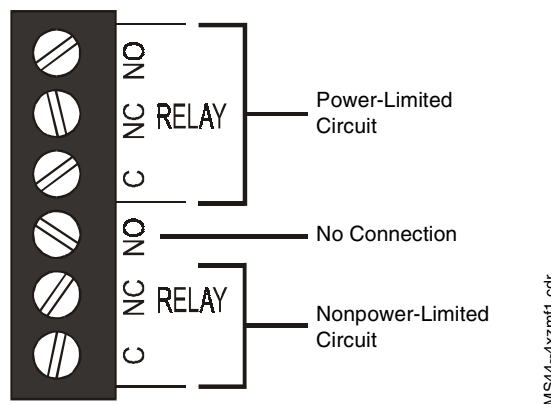 NO
NC
C
RELAY
Power-Limited
Circuit
NO
No Connection
NC
C
RELAY
Nonpower-Limited
Circuit